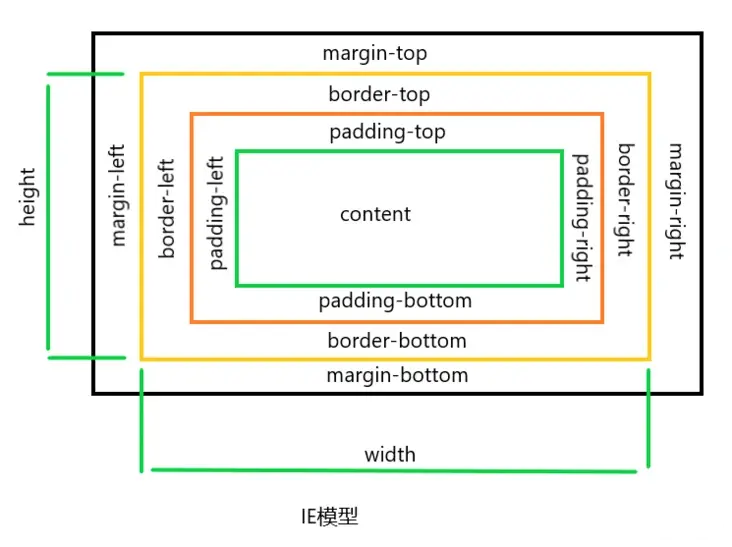 margin-top
border-top
padding-top
height
margin-left
border-left
padding-left
content
padding-right
border-right
margin-right
padding-bottom
border-bottom
margin-bottom
width
IE模型